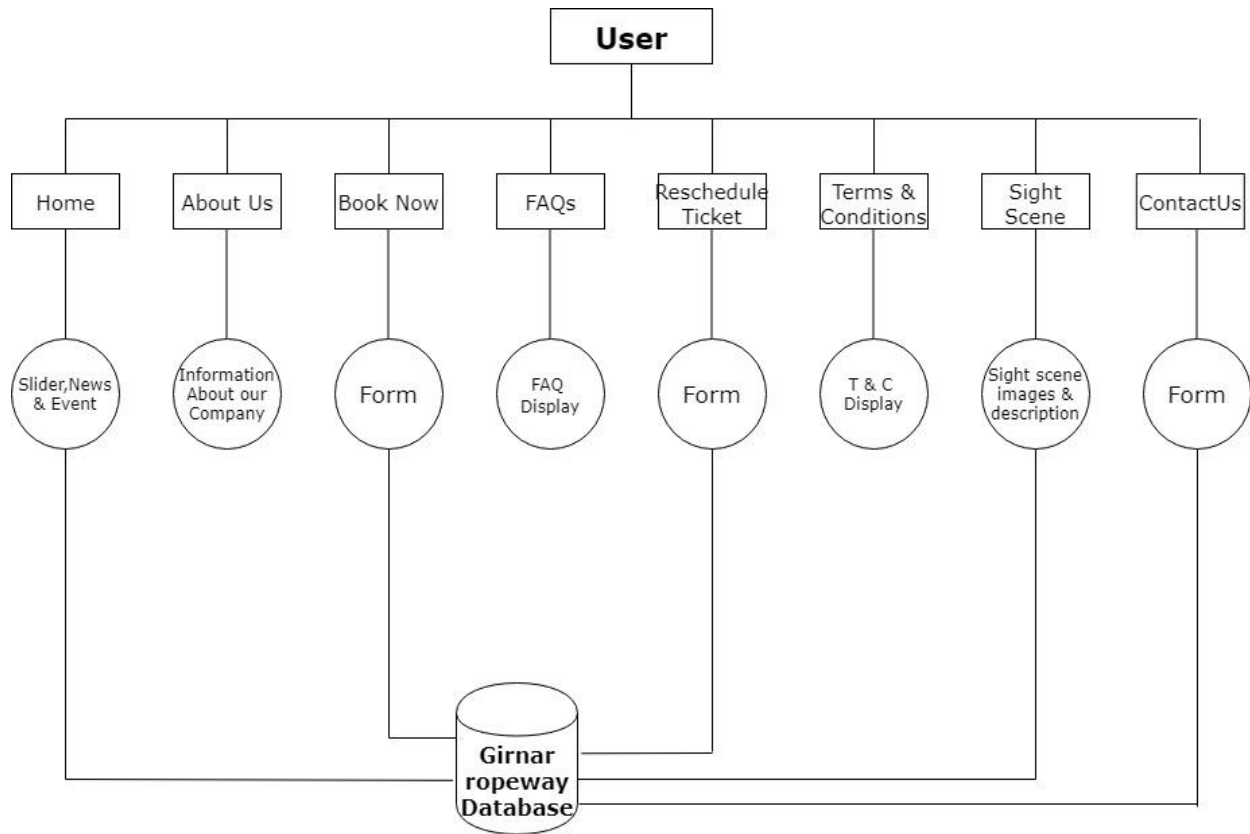 User
Home
About Us
Book Now
FAQs
Reschedule
Ticket
Terms &
Conditions
Sight
Scene
ContactUs
Slider,News
& Event
Information
About our
Company
Form
FAQ
Display
Form
T & C
Display
Sight scene
images &
description
Form
Girnar
ropeway
Database